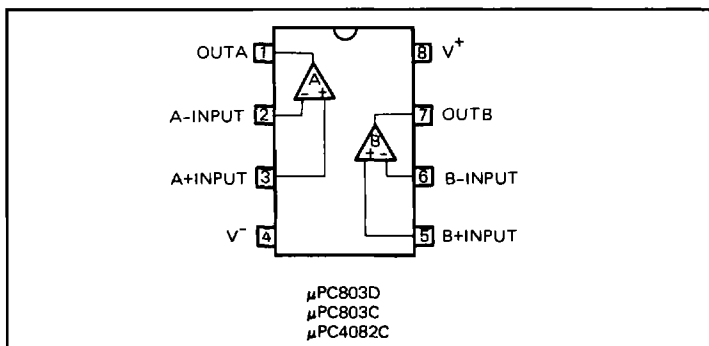 OUTA 1 8 V+
A
- +
A-INPUT 2 7 OUTB
B
+ -
A+INPUT 3 6 B-INPUT
V- 4 5 B+INPUT
μPC803D
μPC803C
μPC4082C